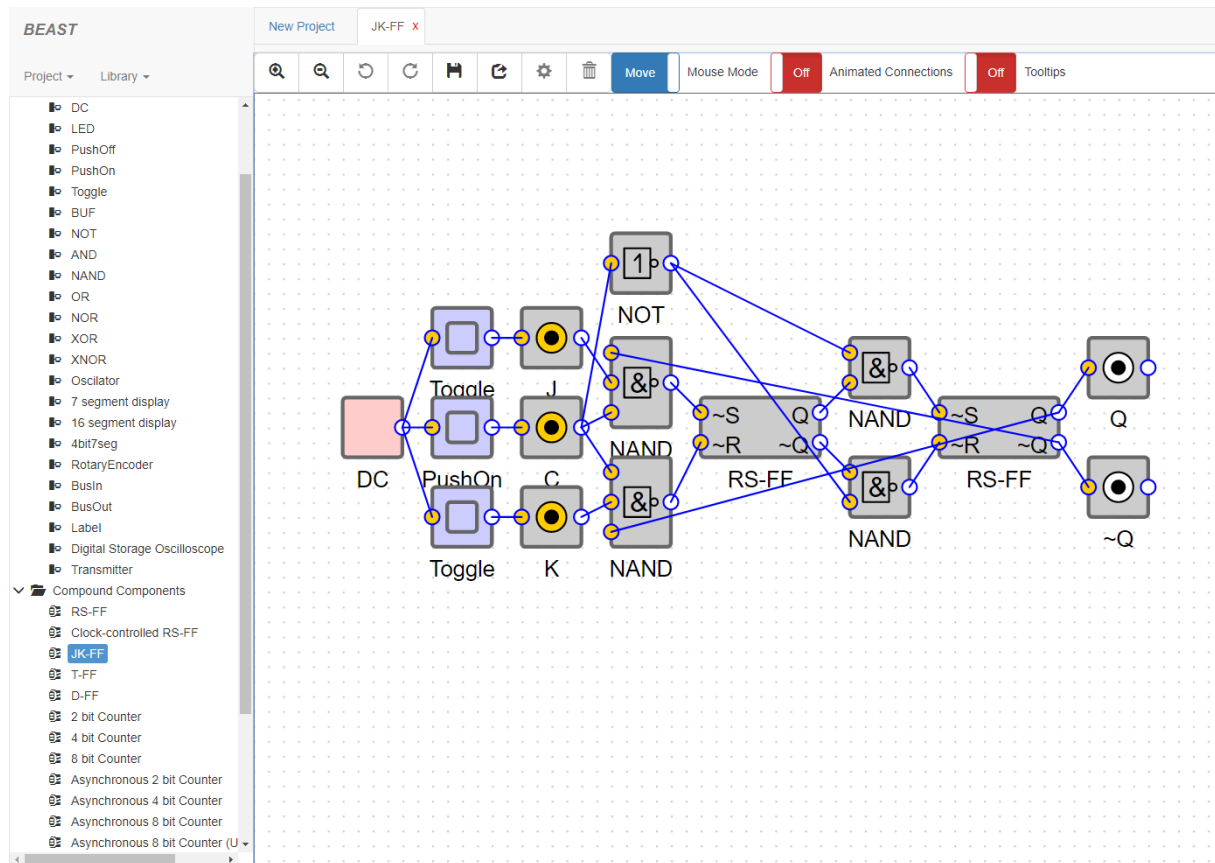 BEAST
New Project
JK-FF x
Project
Library
Move
Mouse Mode
Off
Animated Connections
Off
Tooltips
DC
LED
PushOff
PushOn
Toggle
BUF
NOT
AND
NAND
OR
NOR
XOR
XNOR
Oscilator
7 segment display
16 segment display
4bit7seg
RotaryEncoder
BusIn
BusOut
Label
Digital Storage Oscilloscope
Transmitter
Compound Components
RS-FF
Clock-controlled RS-FF
JK-FF
T-FF
D-FF
2 bit Counter
4 bit Counter
8 bit Counter
Asynchronous 2 bit Counter
Asynchronous 4 bit Counter
Asynchronous 8 bit Counter
Asynchronous 8 bit Counter (U
1
NOT
Toggle
J
&
NAND
DC
PushOn
C
~S Q
~R ~Q
RS-FF
&
NAND
~S Q
~R ~Q
RS-FF
Q
Toggle
K
&
NAND
&
NAND
~Q